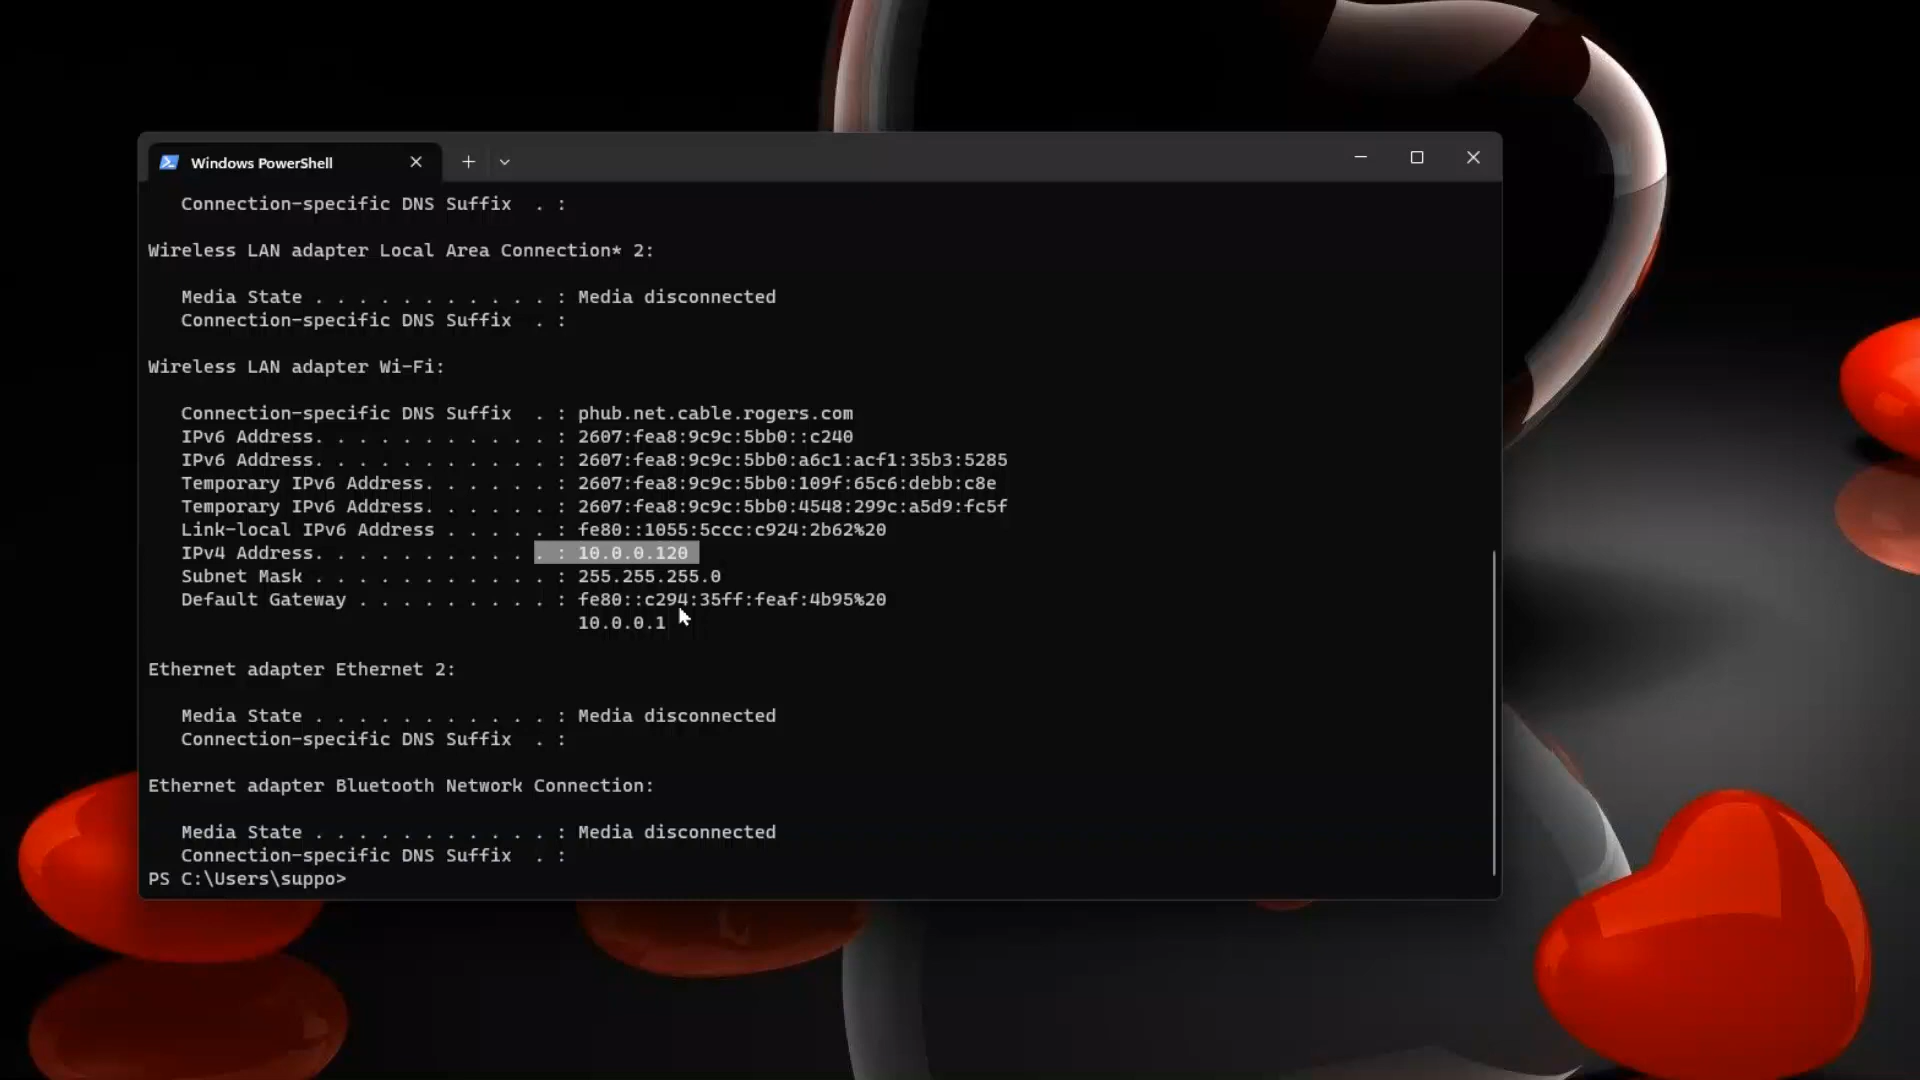 Windows PowerShell
Connection-specific DNS Suffix  . :
Wireless LAN adapter Local Area Connection* 2:
Media State . . . . . . . . . . . : Media disconnected
Connection-specific DNS Suffix  . :
Wireless LAN adapter Wi-Fi:
Connection-specific DNS Suffix  . : phub.net.cable.rogers.com
IPv6 Address. . . . . . . . . . . : 2607:fea8:9c9c:5bb0::c240
IPv6 Address. . . . . . . . . . . : 2607:fea8:9c9c:5bb0:a6c1:acf1:35b3:5285
Temporary IPv6 Address. . . . . . : 2607:fea8:9c9c:5bb0:109f:65c6:debb:c8e
Temporary IPv6 Address. . . . . . : 2607:fea8:9c9c:5bb0:4548:299c:a5d9:fc5f
Link-local IPv6 Address . . . . . : fe80::1055:5ccc:c924:2b62%20
IPv4 Address. . . . . . . . . . . : 10.0.0.120
Subnet Mask . . . . . . . . . . . : 255.255.255.0
Default Gateway . . . . . . . . . : fe80::c294:35ff:feaf:4b95%20
10.0.0.1
Ethernet adapter Ethernet 2:
Media State . . . . . . . . . . . : Media disconnected
Connection-specific DNS Suffix  . :
Ethernet adapter Bluetooth Network Connection:
Media State . . . . . . . . . . . : Media disconnected
Connection-specific DNS Suffix  . :
PS C:\Users\suppo>